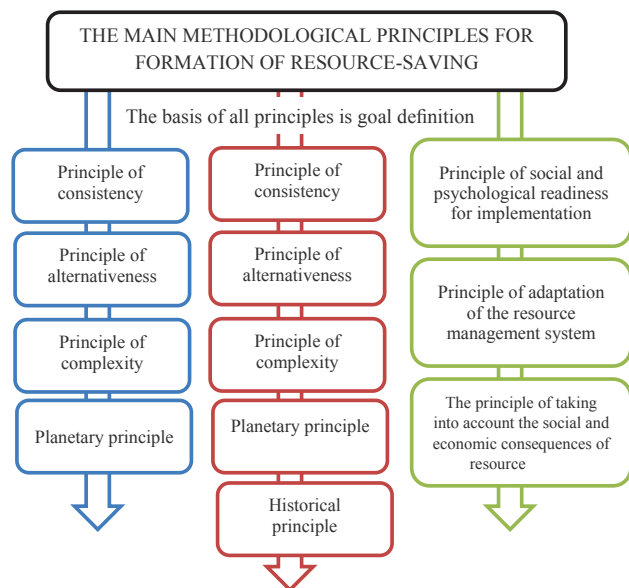 THE MAIN METHODOLOGICAL PRINCIPLES FOR
FORMATION OF RESOURCE-SAVING
The basis of all principles is goal definition
Principle of
consistency
Principle of
alternativeness
Principle of
complexity
Planetary principle
Principle of
consistency
Principle of
alternativeness
Principle of
complexity
Planetary principle
Historical
principle
Principle of social and
psychological readiness
for implementation
Principle of adaptation
of the resource
management system
The principle of taking
into account the social and
economic consequences of
resource